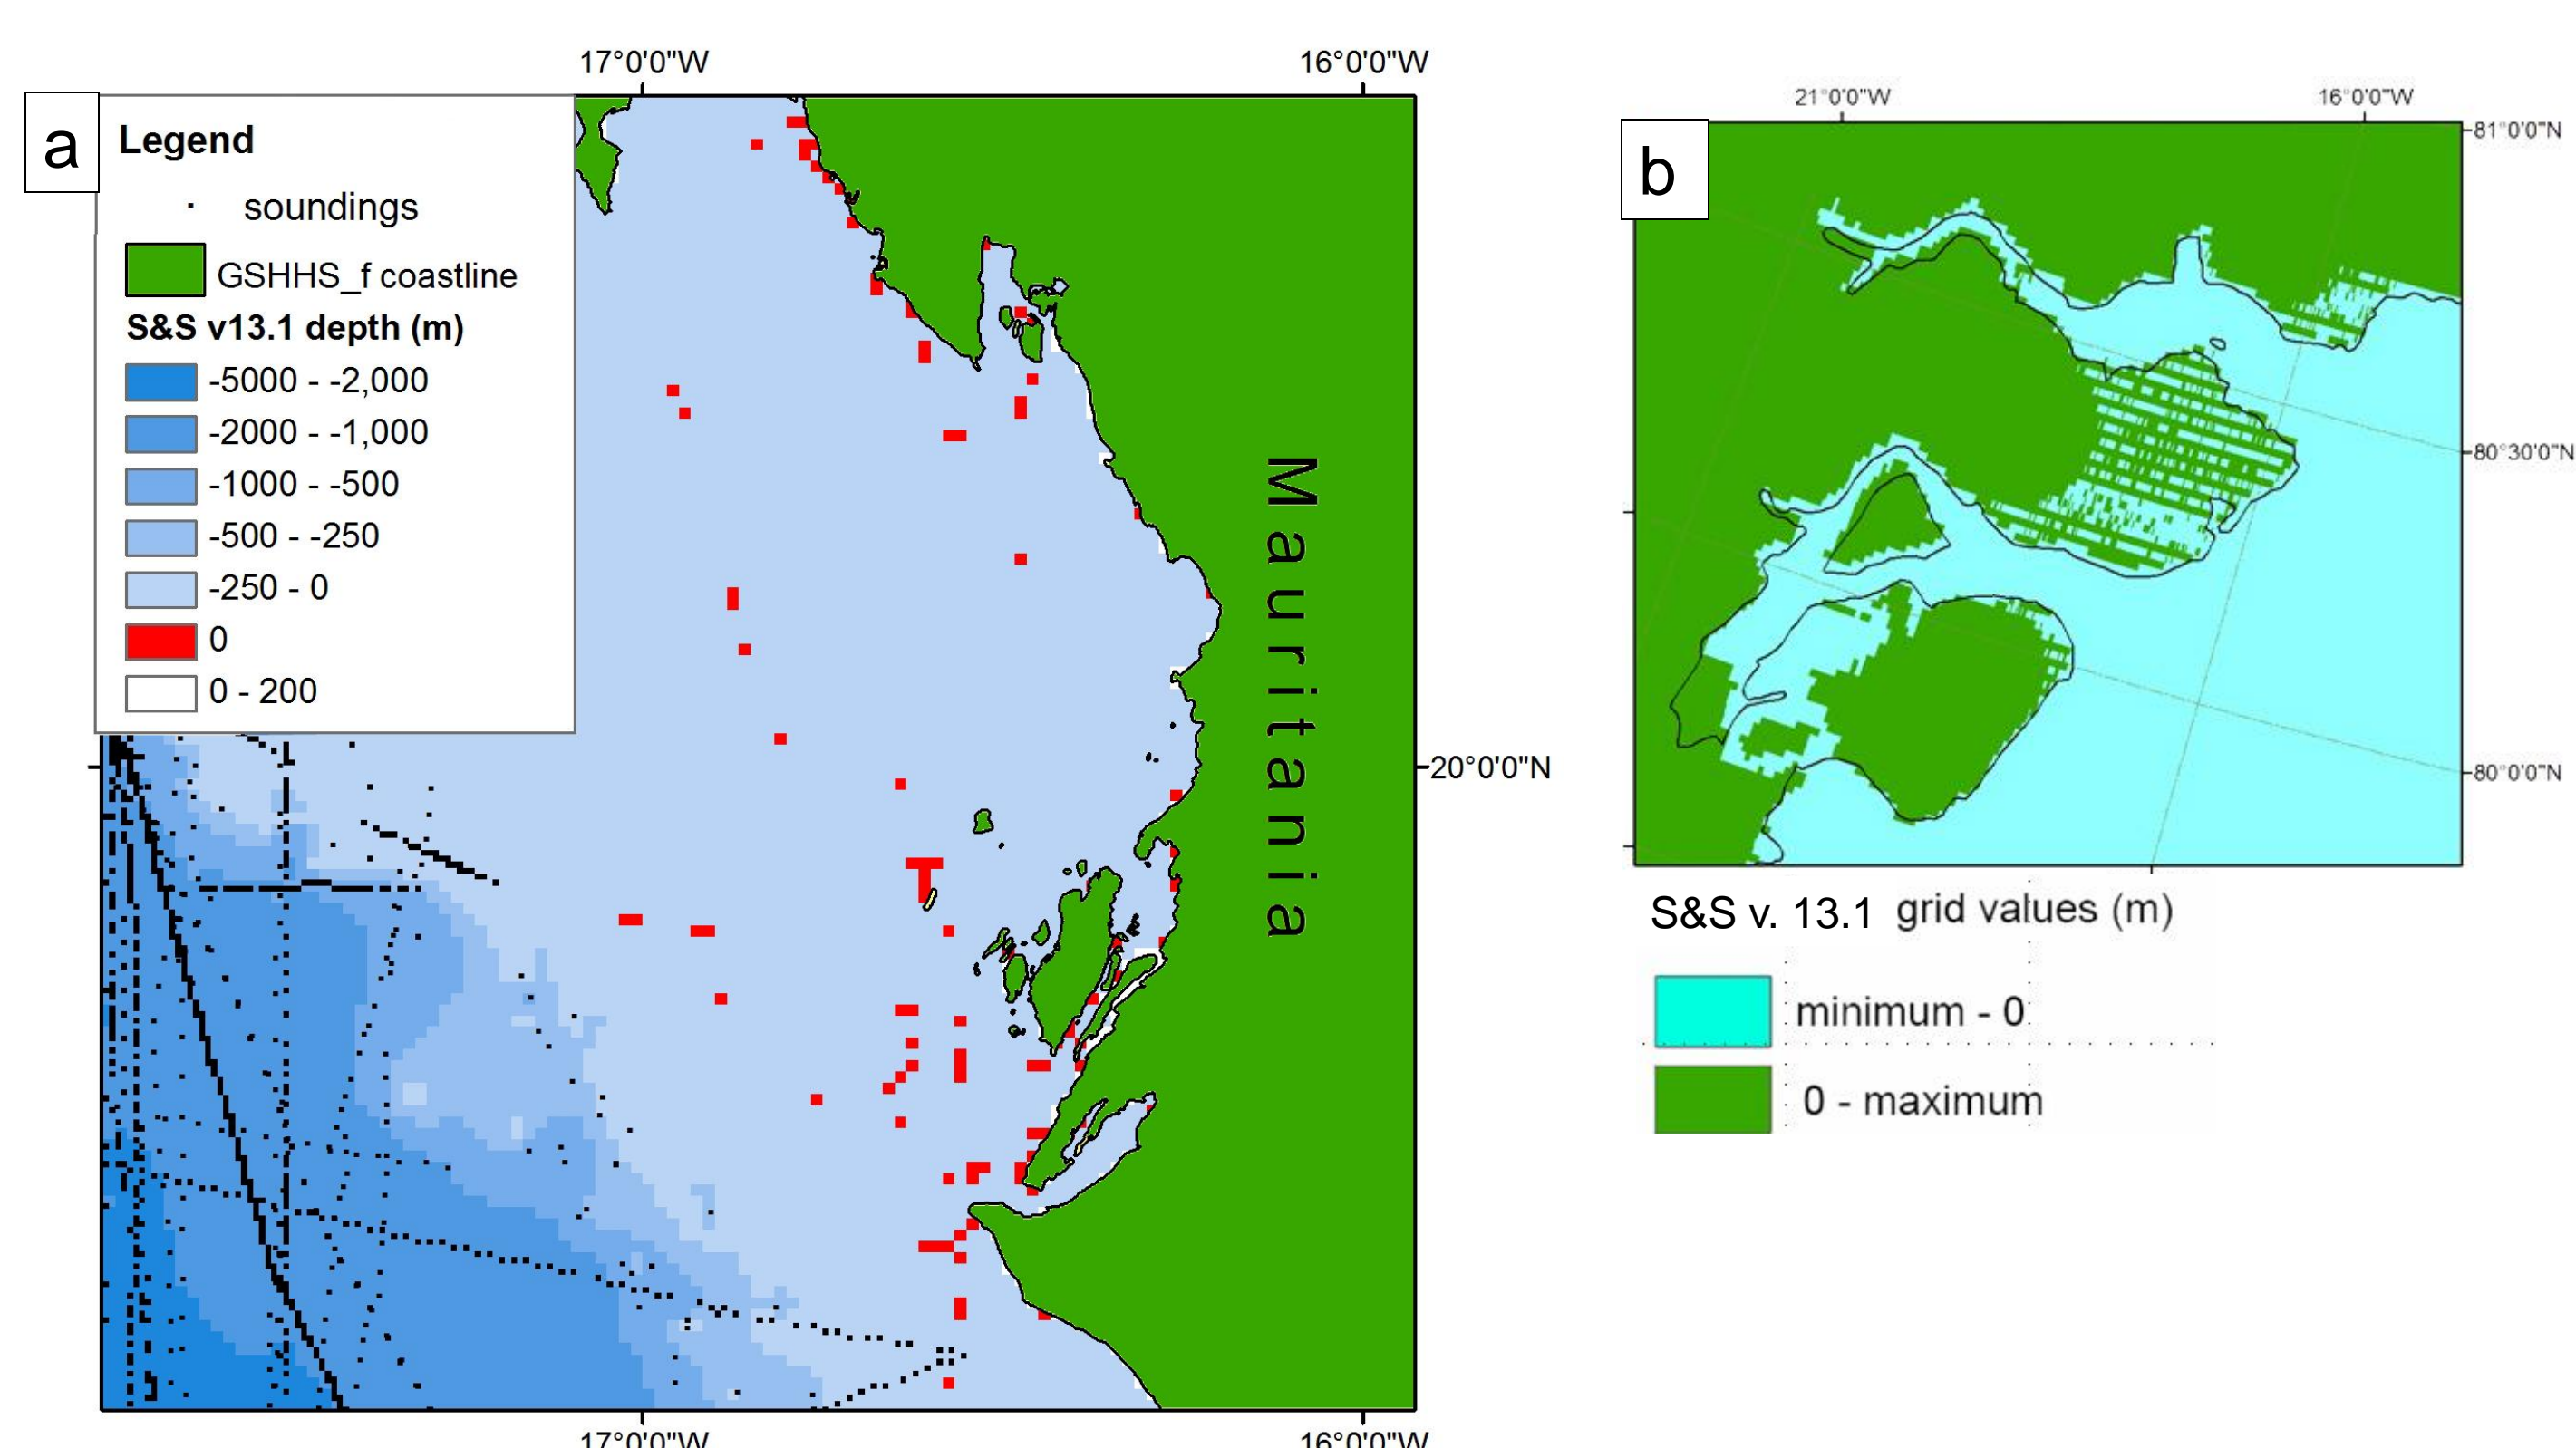 17°0'0"W
16°0'0"W
a
Legend
soundings
GSHHS_f coastline
S&S v13.1 depth (m)
-5000 - -2,000
-2000 - -1,000
-1000 - -500
-500 - -250
-250 - 0
0
0 - 200
Mauritania
20°0'0"N
17°0'0"W
16°0'0"W
b
21°0'0"W
16°0'0"W
81°0'0"N
80°30'0"N
80°0'0"N
S&S v. 13.1 grid values (m)
minimum - 0
0 - maximum